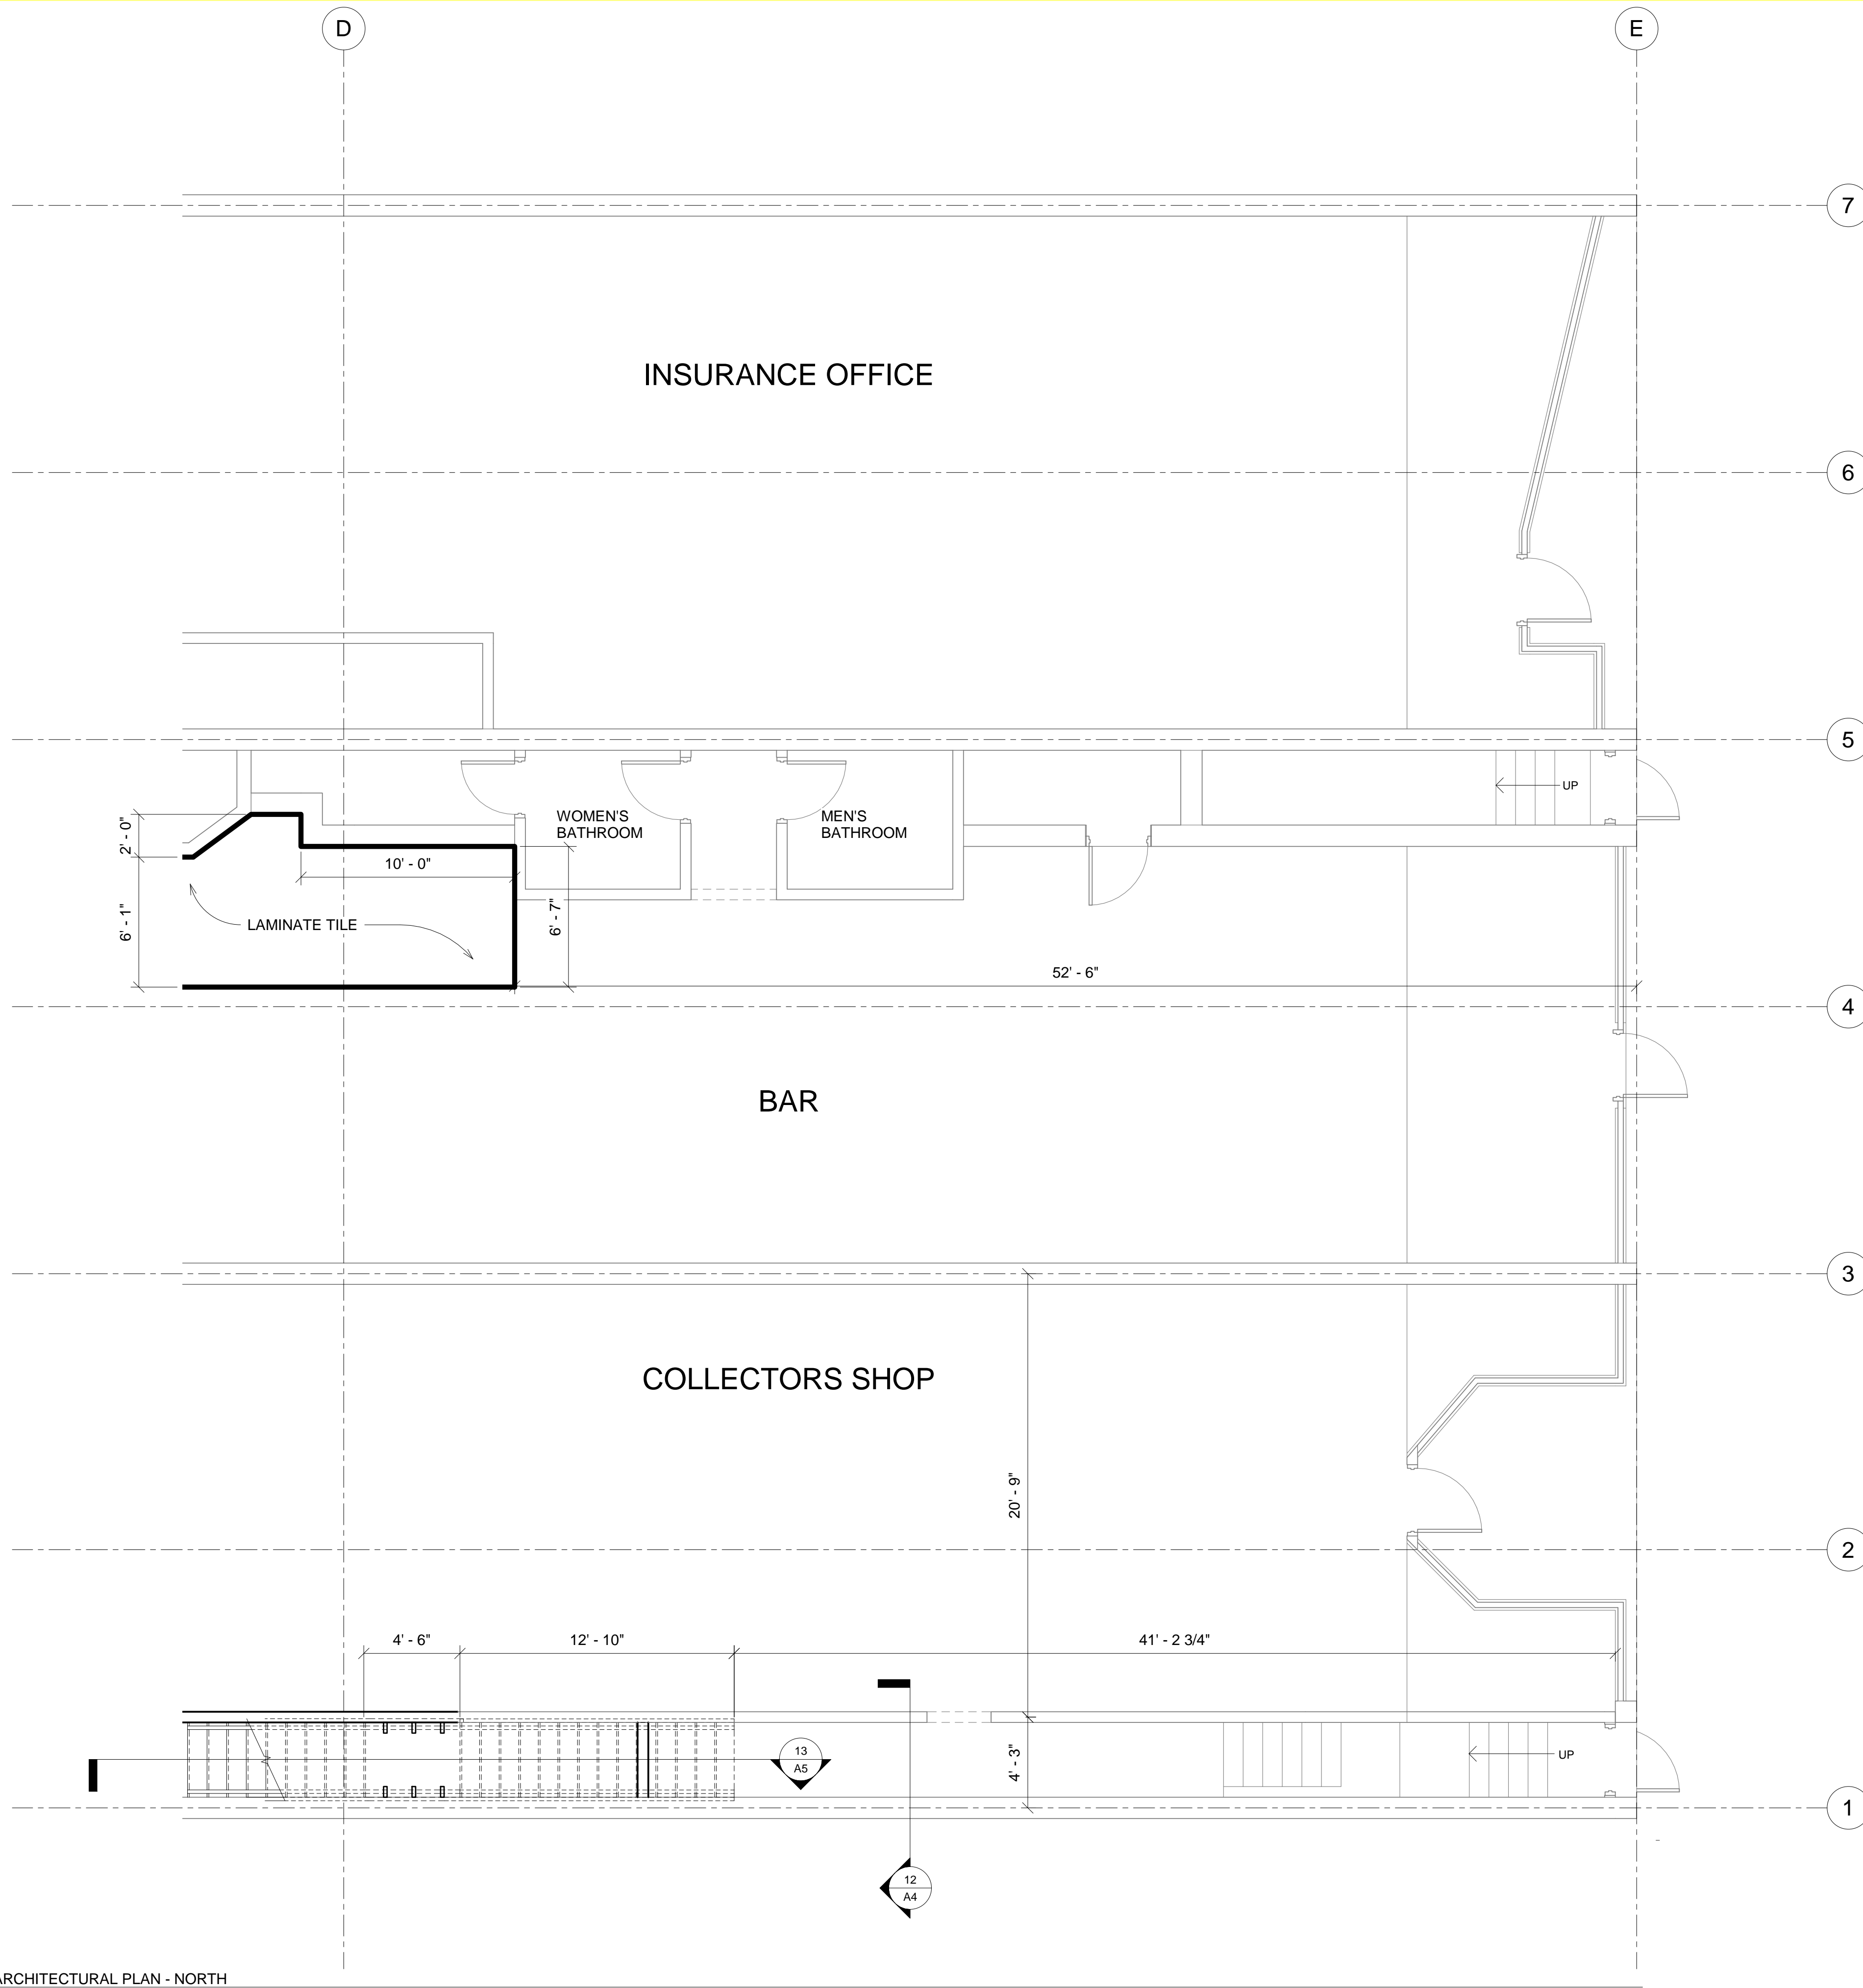 D
E
7
INSURANCE OFFICE
6
5
UP
WOMEN'S
BATHROOM
MEN'S
BATHROOM
2' - 0"
10' - 0"
6' - 1"
LAMINATE TILE
6' - 7"
52' - 6"
4
BAR
3
COLLECTORS SHOP
20' - 9"
2
4' - 6"
12' - 10"
41' - 2 3/4"
13
A5
4' - 3"
UP
1
12
A4
ARCHITECTURAL PLAN - NORTH